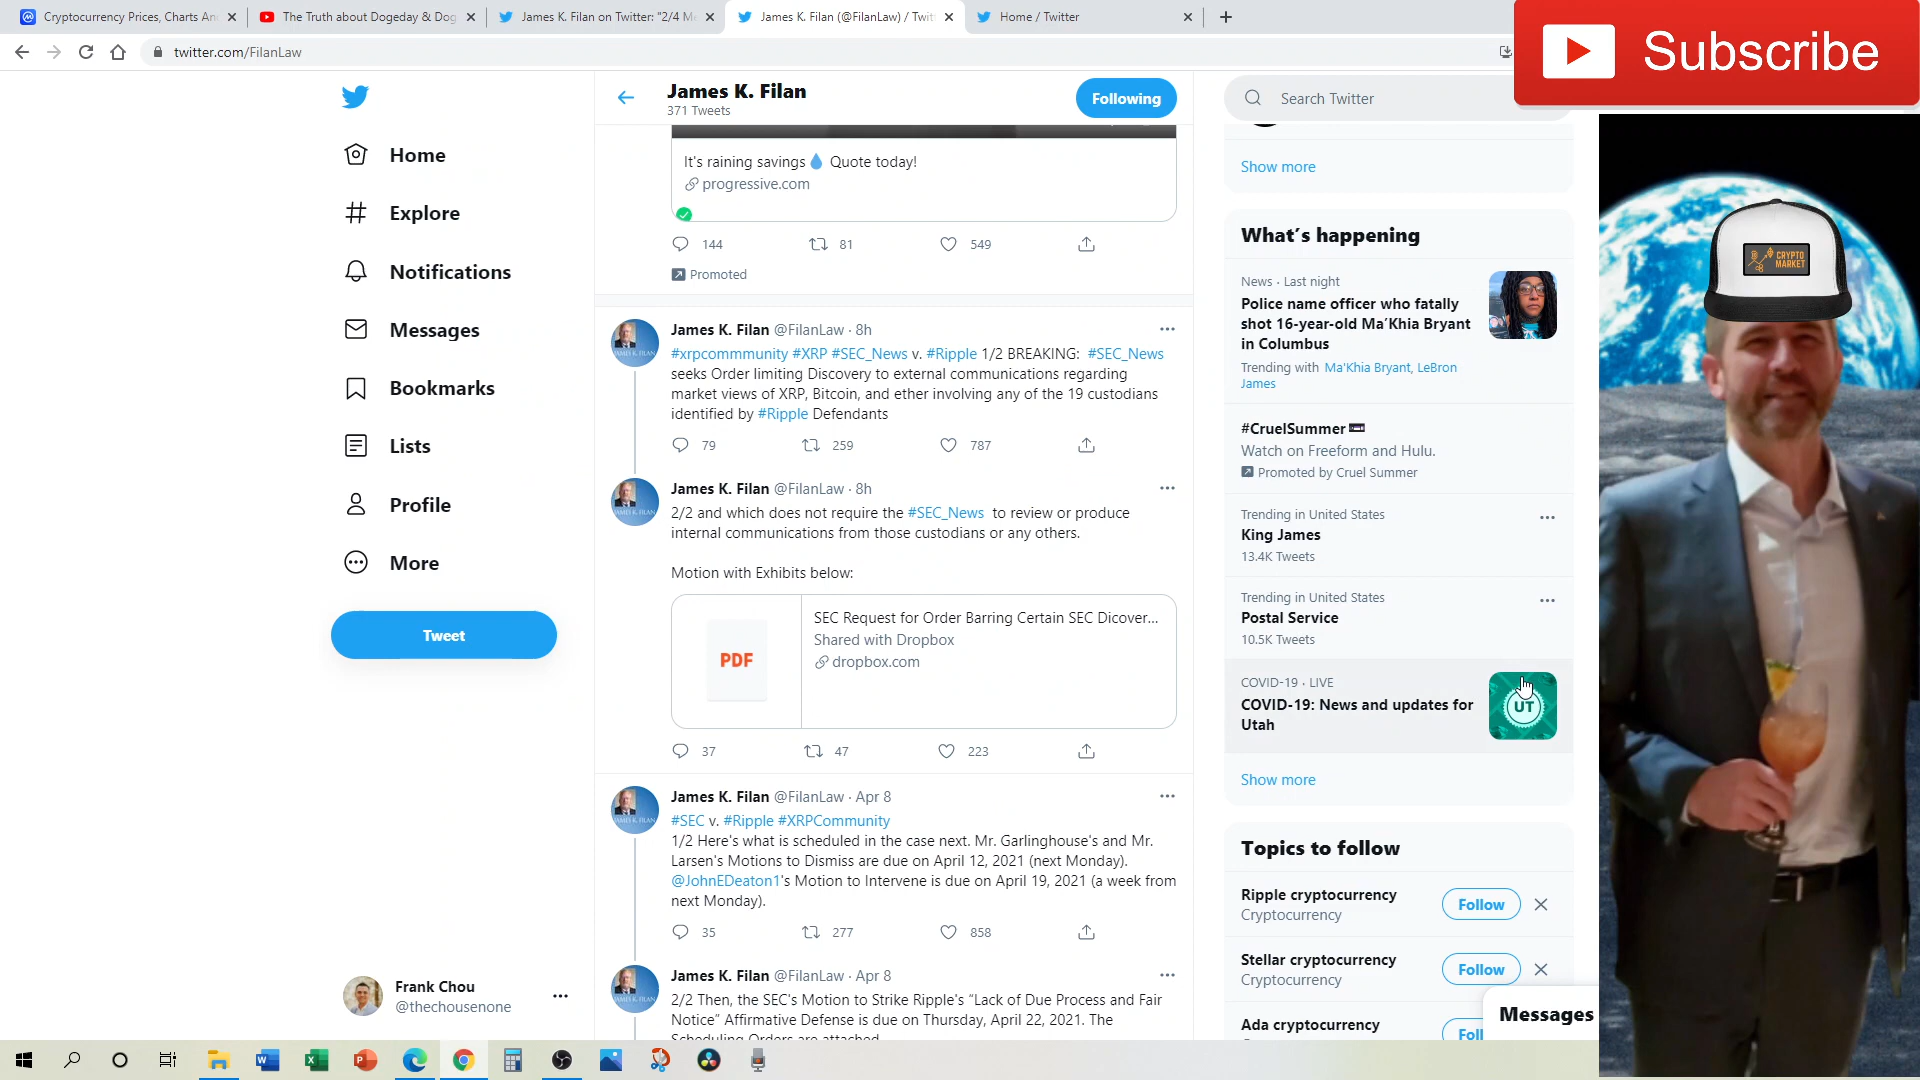 Cryptocurrency Prices, Charts An
The Truth about Dogeday & Dog
James K. Filan on Twitter: "2/4 M
James K. Filan (@FilanLaw) / Twit
Home / Twitter
twitter.com/FilanLaw
Subscribe
Home
Explore
Notifications
Messages
Bookmarks
Lists
Profile
More
Tweet
Frank Chou
@thechousenone
James K. Filan
371 Tweets
Following
It's raining savings💧 Quote today!
progressive.com
144 81 549
Promoted
James K. Filan @FilanLaw · 8h
#xrpcommmunity #XRP #SEC_News v. #Ripple 1/2 BREAKING: #SEC_News
seeks Order limiting Discovery to external communications regarding
market views of XRP, Bitcoin, and ether involving any of the 19 custodians
identified by #Ripple Defendants
79 259 787
James K. Filan @FilanLaw · 8h
2/2 and which does not require the #SEC_News to review or produce
internal communications from those custodians or any others.
Motion with Exhibits below:
PDF
SEC Request for Order Barring Certain SEC Dicover...
Shared with Dropbox
dropbox.com
37 47 223
James K. Filan @FilanLaw · Apr 8
#SEC v. #Ripple #XRPCommunity
1/2 Here's what is scheduled in the case next. Mr. Garlinghouse's and Mr.
Larsen's Motions to Dismiss are due on April 12, 2021 (next Monday).
@JohnEDeaton1's Motion to Intervene is due on April 19, 2021 (a week from
next Monday).
35 277 858
James K. Filan @FilanLaw · Apr 8
2/2 Then, the SEC's Motion to Strike Ripple's “Lack of Due Process and Fair
Notice” Affirmative Defense is due on Thursday, April 22, 2021. The
Scheduling Orders are attached
Search Twitter
Show more
What's happening
News · Last night
Police name officer who fatally
shot 16-year-old Ma'Khia Bryant
in Columbus
Trending with Ma'Khia Bryant, LeBron
James
#CruelSummer
Watch on Freeform and Hulu.
Promoted by Cruel Summer
Trending in United States
King James
13.4K Tweets
Trending in United States
Postal Service
10.5K Tweets
COVID-19 · LIVE
COVID-19: News and updates for
Utah
UT
Show more
Topics to follow
Ripple cryptocurrency
Cryptocurrency
Follow
Stellar cryptocurrency
Cryptocurrency
Follow
Ada cryptocurrency
Foll
Messages
CRYPTO
MARKET